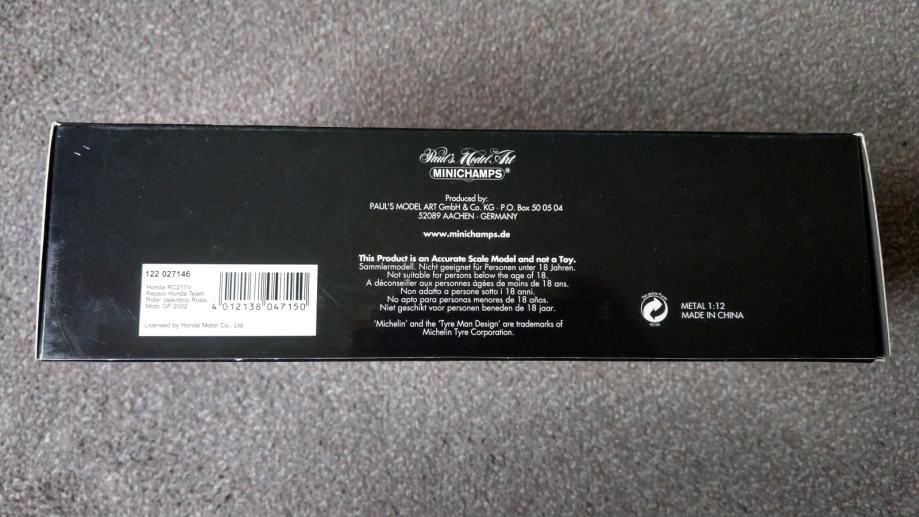 Paul's Model Art
MINICHAMPS®
Produced by:
PAUL'S MODEL ART GmbH & Co. KG · P.O. Box 50 05 04
52089 AACHEN · GERMANY
www.minichamps.de
This Product is an Accurate Scale Model and not a Toy.
Sammlermodell. Nicht geeignet für Personen unter 18 Jahren.
Not suitable for persons below the age of 18.
A déconseiller aux personnes âgées de moins de 18 ans.
Non adatto a persone sotto i 18 anni.
No apto para personas menores de 18 años.
Niet geschikt voor personen beneden de 18 jaar.
'Michelin' and the 'Tyre Man Design' are trademarks of
Michelin Tyre Corporation.
122 027146
Honda RC211V
Repsol Honda Team
Rider Valentino Rossi
Moto GP 2002
4 012138 047150
Licensed by Honda Motor Co., Ltd.
METAL 1:12
MADE IN CHINA